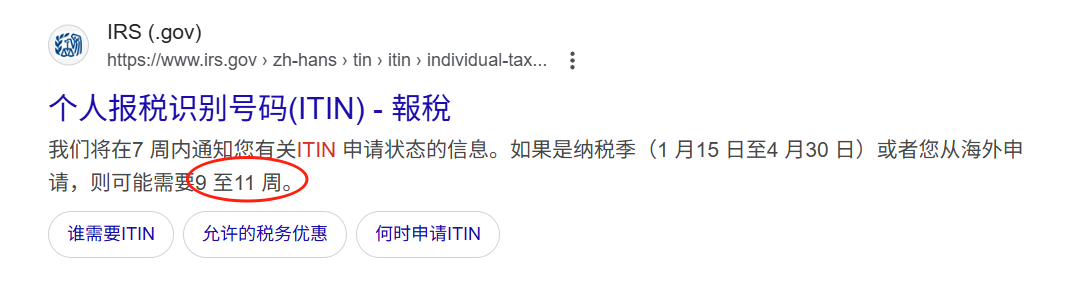 IRS (.gov)
https://www.irs.gov › zh-hans › tin › itin › individual-tax...
个人报税识别号码(ITIN) - 報稅
我们将在7 周内通知您有关ITIN 申请状态的信息。如果是纳税季（1 月15 日至4 月30 日）或者您从海外申
请，则可能需要9 至11 周。
谁需要ITIN
允许的税务优惠
何时申请ITIN